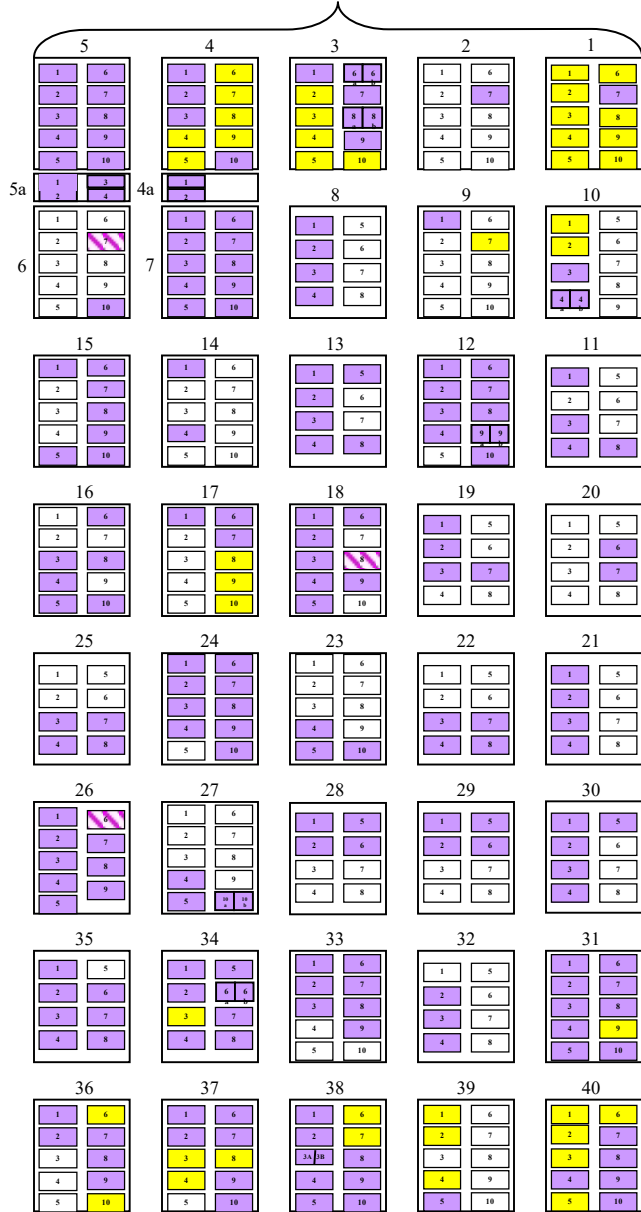 5 4 3 2 1
1 6 1 6 1 6 6 1 6 1 6
a b
2 7 2 7 2 7 2 7 2 7
3 8 3 8 3 8 8 3 8 3 8
a b
4 9 4 9 4 9 4 9 4 9
5 10 5 10 5 10 5 10 5 10
5a 1 3 4a 1
2 4 2
8 9 10
1 6 1 6 1 5 1 6 1 5
2 7 2 7 2 6 2 7 2 6
6 3 8 7 3 8 3 7 3 8 3 7
4 9 4 9 4 8 4 9 4 4 8
a b
5 10 5 10 5 10 9
15 14 13 12 11
1 6 1 6 1 5 1 6 1 5
2 7 2 7 2 6 2 7 2 6
3 8 3 8 3 7 3 8 3 7
4 9 4 9 4 8 4 9 9 4 8
a b
5 10 5 10 5 10
16 17 18 19 20
1 6 1 6 1 6 1 5 1 5
2 7 2 7 2 7 2 6 2 6
3 8 3 8 3 8 3 7 3 7
4 9 4 9 4 9 4 8 4 8
5 10 5 10 5 10
25 24 23 22 21
1 5 1 6 1 6 1 5 1 5
2 6 2 7 2 7 2 6 2 6
3 7 3 8 3 8 3 7 3 7
4 8 4 9 4 9 4 8 4 8
5 10 5 10
26 27 28 29 30
1 6 1 6 1 5 1 5 1 5
2 7 2 7 2 6 2 6 2 6
3 8 3 8 3 7 3 7 3 7
4 9 4 9 4 8 4 8 4 8
5 5 10 10
a b
35 34 33 32 31
1 5 1 5 1 6 1 5 1 6
2 6 2 6 6 2 7 2 6 2 7
a b
3 7 3 7 3 8 3 7 3 8
4 8 4 8 4 9 4 8 4 9
5 10 5 10
36 37 38 39 40
1 6 1 6 1 6 1 6 1 6
2 7 2 7 2 7 2 7 2 7
3 8 3 8 3A 3B 8 3 8 3 8
4 9 4 9 4 9 4 9 4 9
5 10 5 10 5 10 5 10 5 10